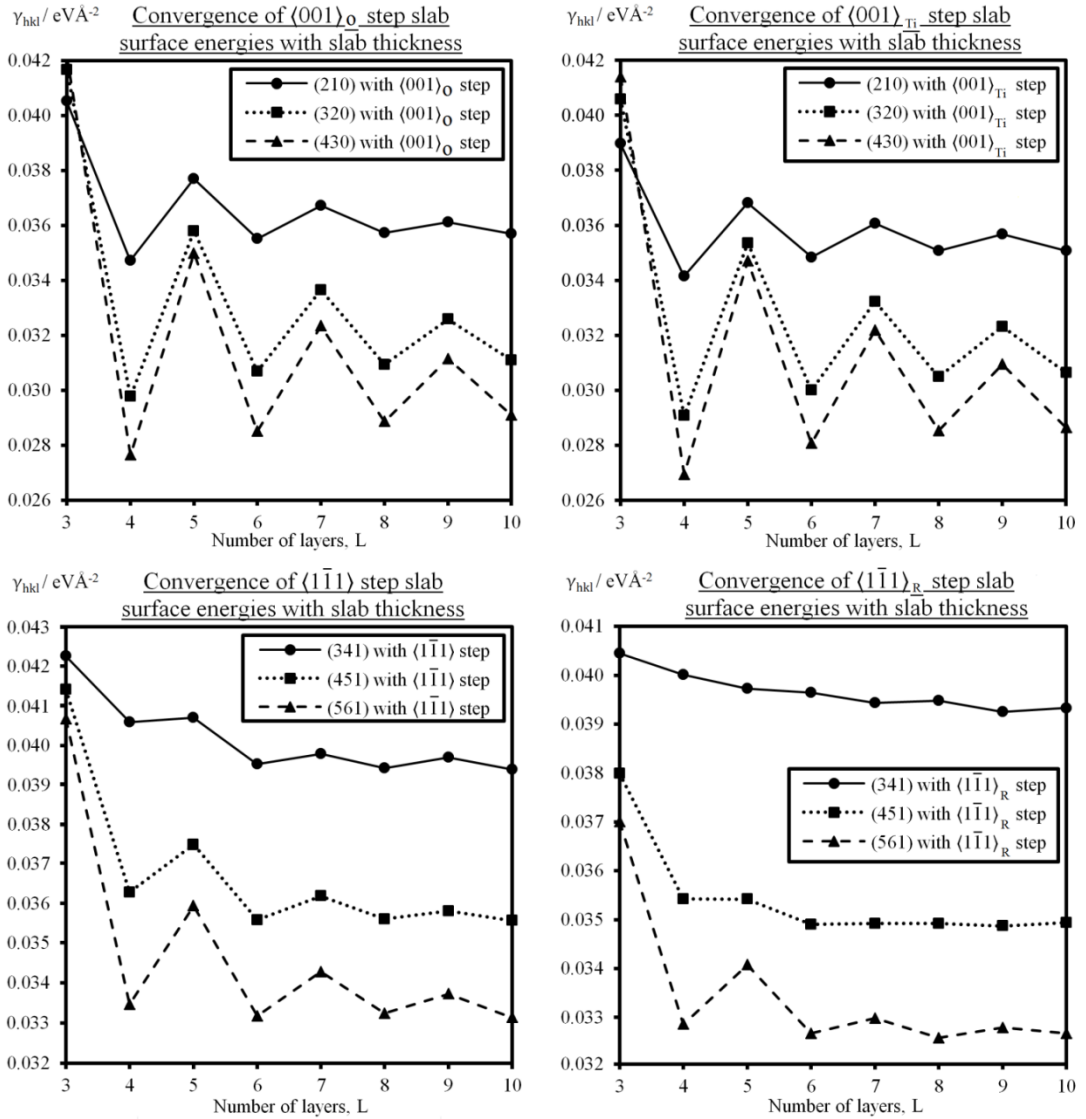 γhkl / eVÅ⁻²
Convergence of ⟨001⟩O step slab
surface energies with slab thickness
0.042
0.040
0.038
0.036
0.034
0.032
0.030
0.028
0.026
(210) with ⟨001⟩O step
(320) with ⟨001⟩O step
(430) with ⟨001⟩O step
3 4 5 6 7 8 9 10
Number of layers, L
γhkl / eVÅ⁻²
Convergence of ⟨001⟩Ti step slab
surface energies with slab thickness
0.042
0.040
0.038
0.036
0.034
0.032
0.030
0.028
0.026
(210) with ⟨001⟩Ti step
(320) with ⟨001⟩Ti step
(430) with ⟨001⟩Ti step
3 4 5 6 7 8 9 10
Number of layers, L
γhkl / eVÅ⁻²
Convergence of ⟨11̄1⟩ step slab
surface energies with slab thickness
0.043
0.042
0.041
0.040
0.039
0.038
0.037
0.036
0.035
0.034
0.033
0.032
(341) with ⟨11̄1⟩ step
(451) with ⟨11̄1⟩ step
(561) with ⟨11̄1⟩ step
3 4 5 6 7 8 9 10
Number of layers, L
γhkl / eVÅ⁻²
Convergence of ⟨11̄1⟩R step slab
surface energies with slab thickness
0.041
0.040
0.039
0.038
0.037
0.036
0.035
0.034
0.033
0.032
(341) with ⟨11̄1⟩R step
(451) with ⟨11̄1⟩R step
(561) with ⟨11̄1⟩R step
3 4 5 6 7 8 9 10
Number of layers, L